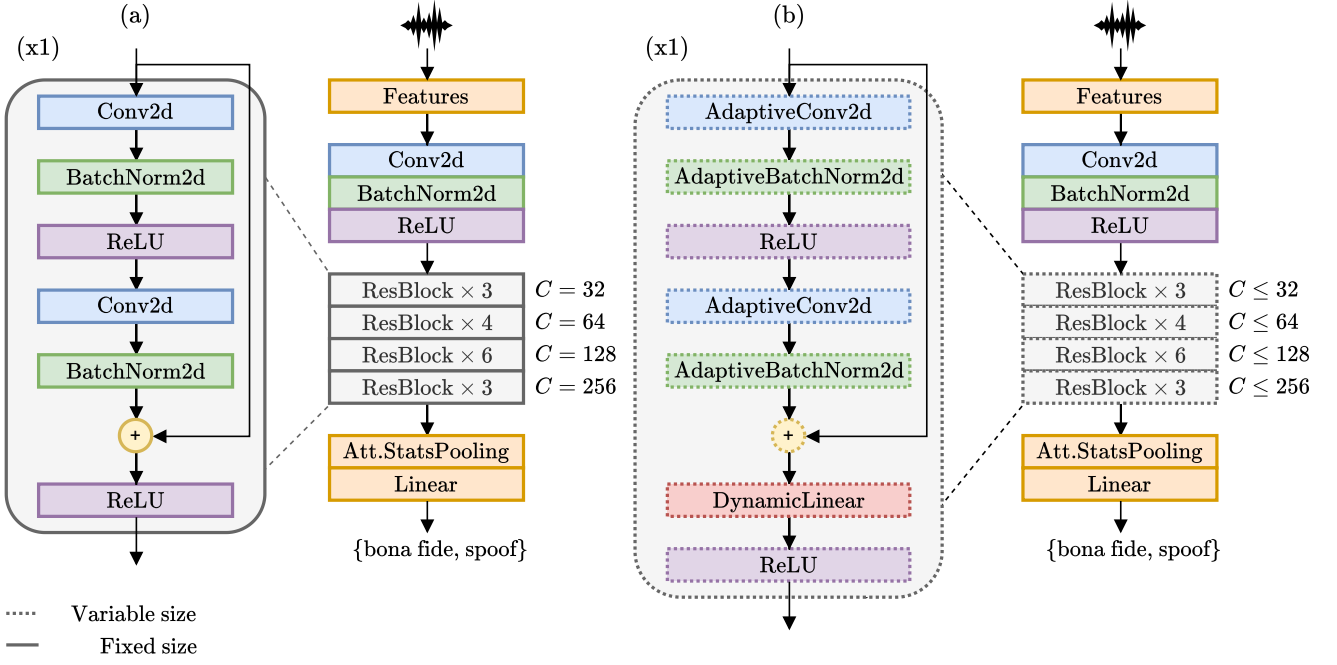 (a)
(x1)
Conv2d
BatchNorm2d
ReLU
Conv2d
BatchNorm2d
+
ReLU
Features
Conv2d
BatchNorm2d
ReLU
ResBlock × 3 C = 32
ResBlock × 4 C = 64
ResBlock × 6 C = 128
ResBlock × 3 C = 256
Att.StatsPooling
Linear
{bona fide, spoof}
Variable size
Fixed size
(b)
(x1)
AdaptiveConv2d
AdaptiveBatchNorm2d
ReLU
AdaptiveConv2d
AdaptiveBatchNorm2d
+
DynamicLinear
ReLU
Features
Conv2d
BatchNorm2d
ReLU
ResBlock × 3 C ≤ 32
ResBlock × 4 C ≤ 64
ResBlock × 6 C ≤ 128
ResBlock × 3 C ≤ 256
Att.StatsPooling
Linear
{bona fide, spoof}